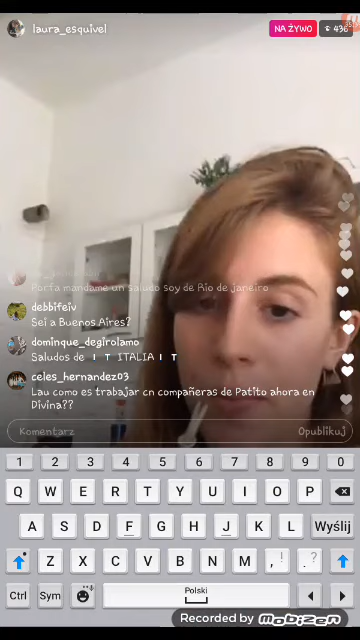 laura_esquivel
NA ŻYWO
436
Porfa mandame un saludo soy de Rio de janeiro
debbifeiv
Sei a Buenos Aires?
dominque_degirolamo
Saludos de I T ITALIA I T
celes_hernandez03
Lau como es trabajar cn compañeras de Patito ahora en
Divina??
Komentarz
Opublikuj
1 2 3 4 5 6 7 8 9 0
Q W E R T Y U I O P
A S D F G H J K L Wyślij
Z X C V B N M , ! . ?
Ctrl Sym Polski
Recorded by MOBIZEN